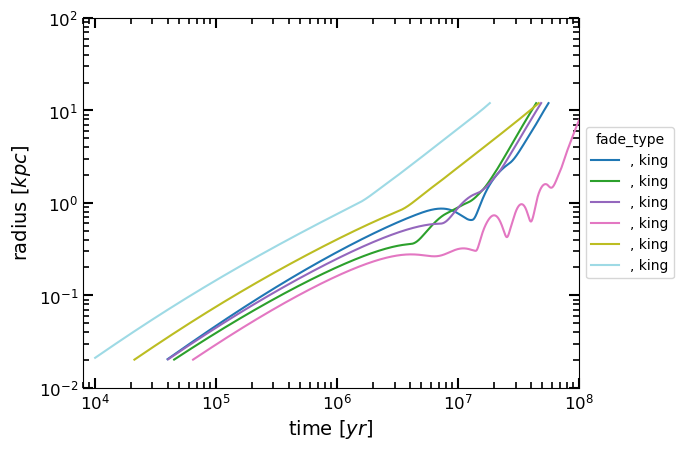 10²
10¹
10⁰
10⁻¹
10⁻²
radius [kpc]
10⁴ 10⁵ 10⁶ 10⁷ 10⁸
time [yr]
fade_type
, king
, king
, king
, king
, king
, king